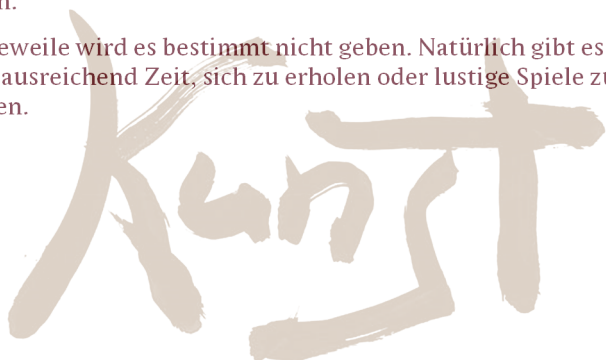 n.
eweile wird es bestimmt nicht geben. Natürlich gibt es
ausreichend Zeit, sich zu erholen oder lustige Spiele zu
en.
Kunst